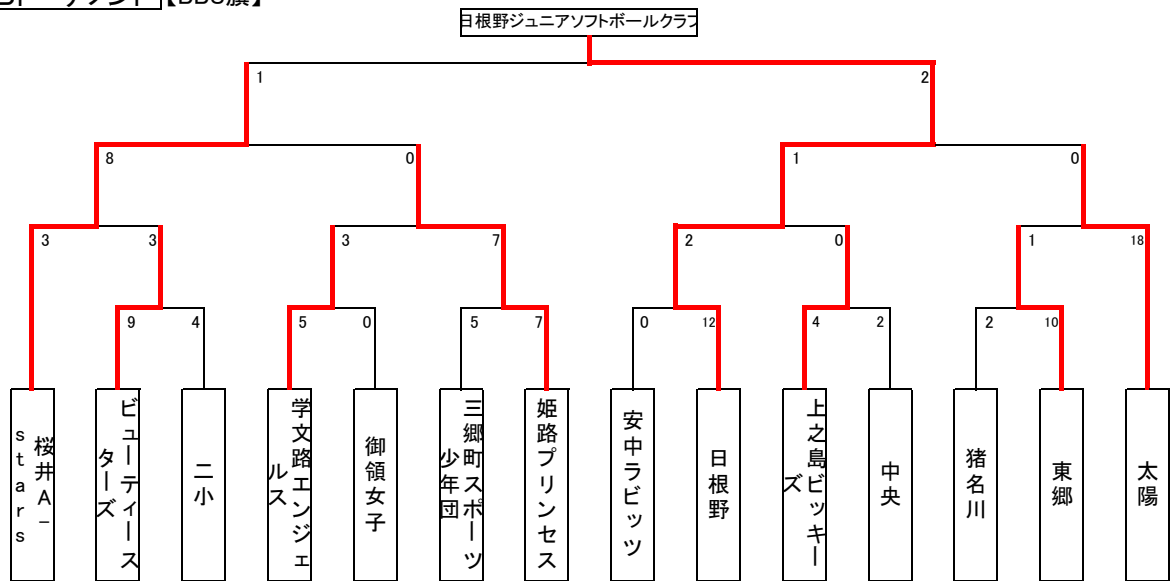 【BBC旗】
日根野ジュニアソフトボールクラブ
1
2
8
0
1
0
3
3
3
7
2
0
1
18
9
4
5
0
5
7
0
12
4
2
2
10
桜井A-
stars
ビューティース
ターズ
二小
学文路エンジェ
ルス
御領女子
三郷町スポーツ
少年団
姫路プリンセス
安中ラビッツ
日根野
上之島ビッキー
ズ
中央
猪名川
東郷
太陽